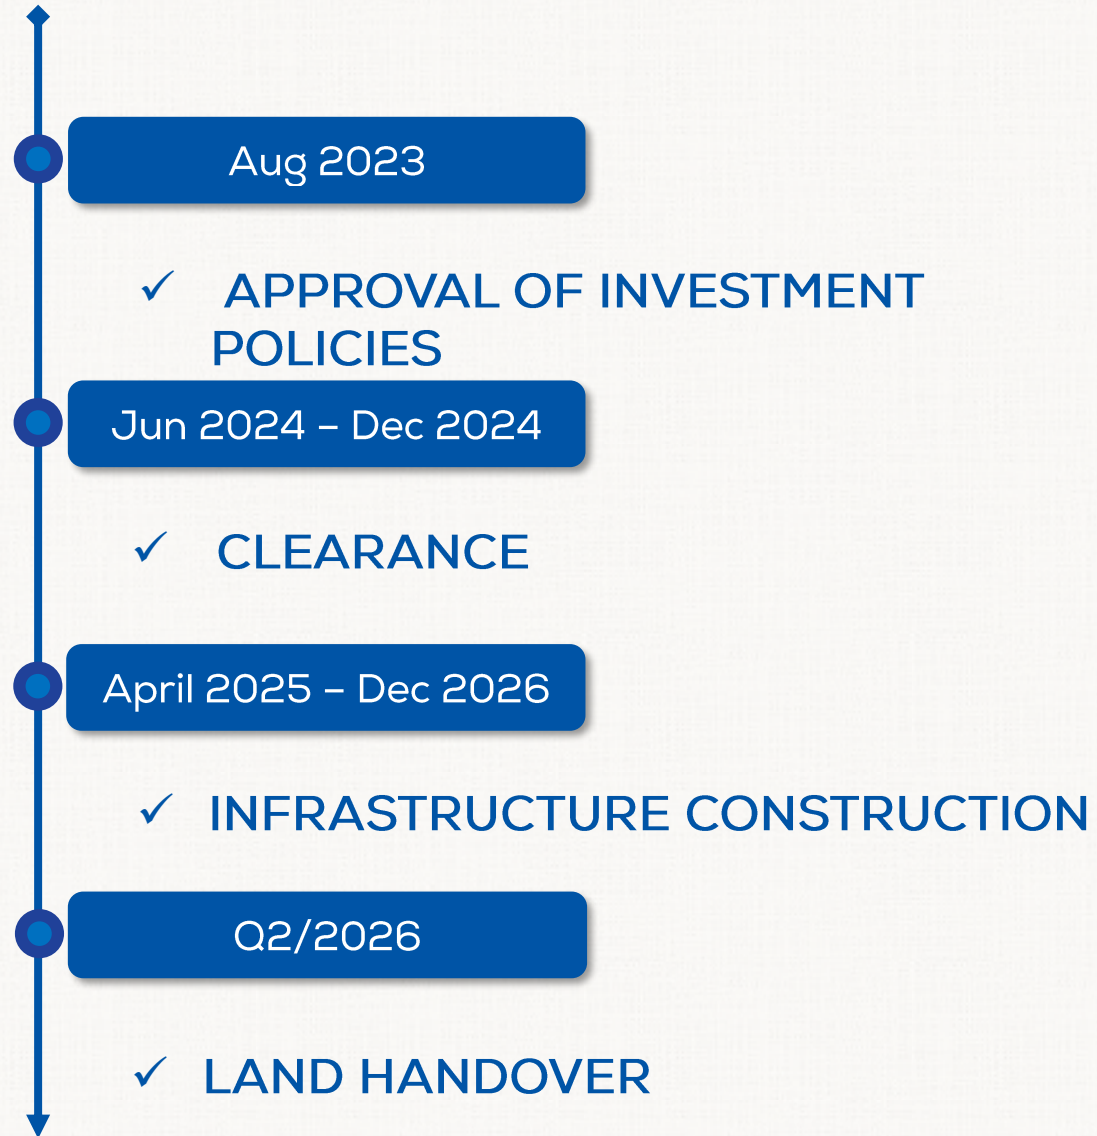 Aug 2023
✓ APPROVAL OF INVESTMENT
POLICIES
Jun 2024 – Dec 2024
✓ CLEARANCE
April 2025 – Dec 2026
✓ INFRASTRUCTURE CONSTRUCTION
Q2/2026
✓ LAND HANDOVER